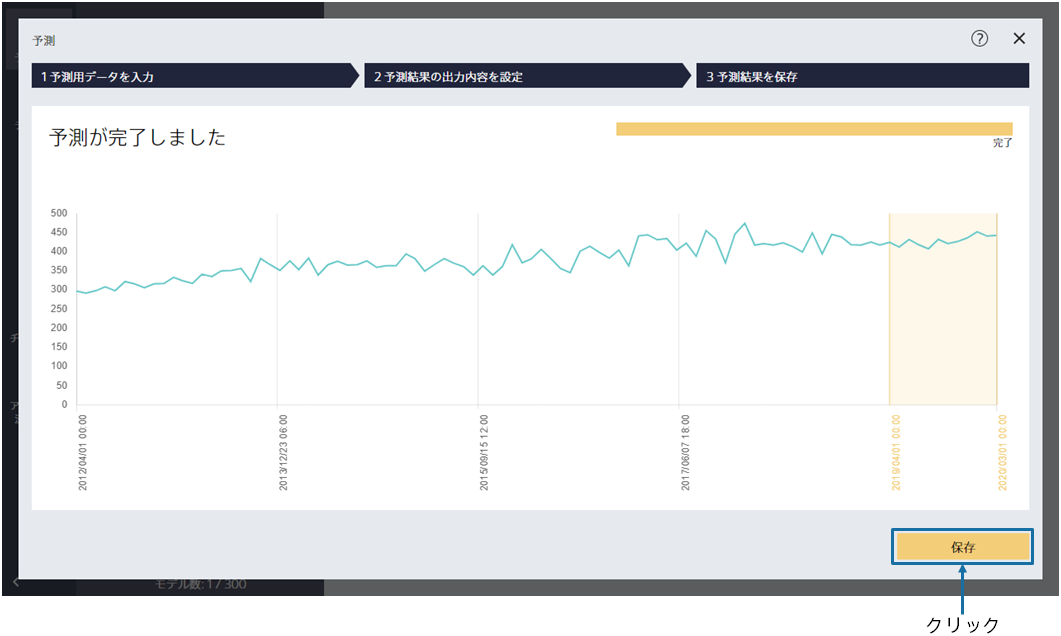 予測
?
1 予測用データを入力
2 予測結果の出力内容を設定
3 予測結果を保存
予測が完了しました
完了
500
450
400
350
300
250
200
150
100
50
0
2012/04/01 00:00
2013/12/23 06:00
2015/09/15 12:00
2017/06/07 18:00
2019/04/01 00:00
2020/03/01 00:00
保存
モデル数: 1 / 300
クリック